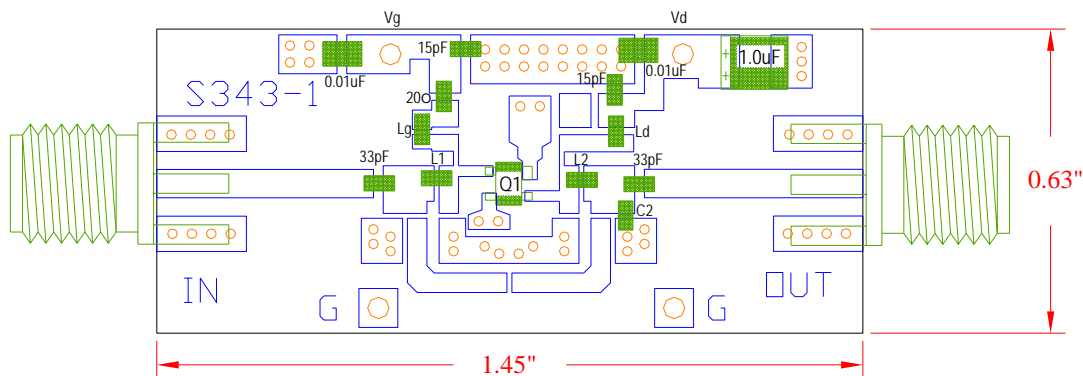 Vg Vd
15pF 1.0uF
0.01uF 15pF 0.01uF
S343-1 20O
Lg Ld
33pF L1 L2 33pF
Q1
C2
0.63"
IN OUT
G G
1.45"